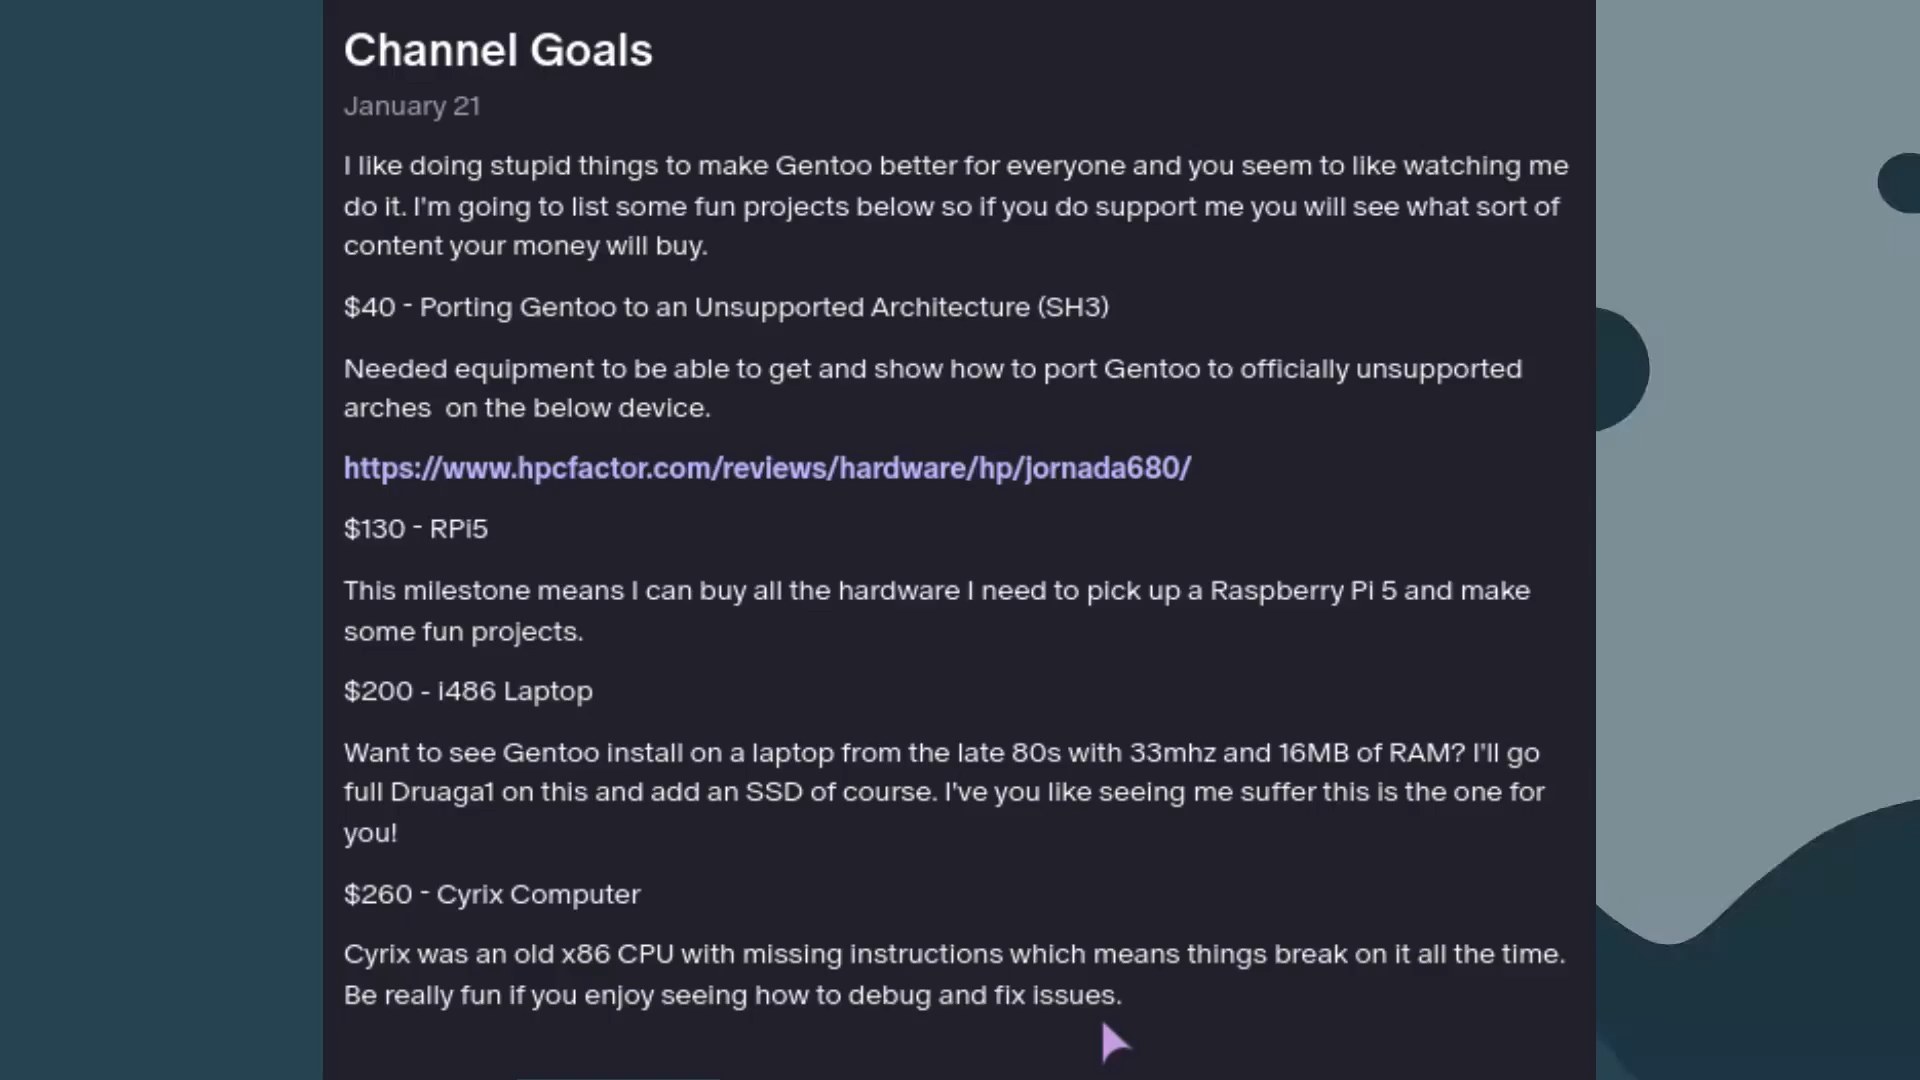 Channel Goals
January 21
I like doing stupid things to make Gentoo better for everyone and you seem to like watching me
do it. I'm going to list some fun projects below so if you do support me you will see what sort of
content your money will buy.
$40 - Porting Gentoo to an Unsupported Architecture (SH3)
Needed equipment to be able to get and show how to port Gentoo to officially unsupported
arches  on the below device.
https://www.hpcfactor.com/reviews/hardware/hp/jornada680/
$130 - RPi5
This milestone means I can buy all the hardware I need to pick up a Raspberry Pi 5 and make
some fun projects.
$200 - i486 Laptop
Want to see Gentoo install on a laptop from the late 80s with 33mhz and 16MB of RAM? I'll go
full Druaga1 on this and add an SSD of course. I've you like seeing me suffer this is the one for
you!
$260 - Cyrix Computer
Cyrix was an old x86 CPU with missing instructions which means things break on it all the time.
Be really fun if you enjoy seeing how to debug and fix issues.